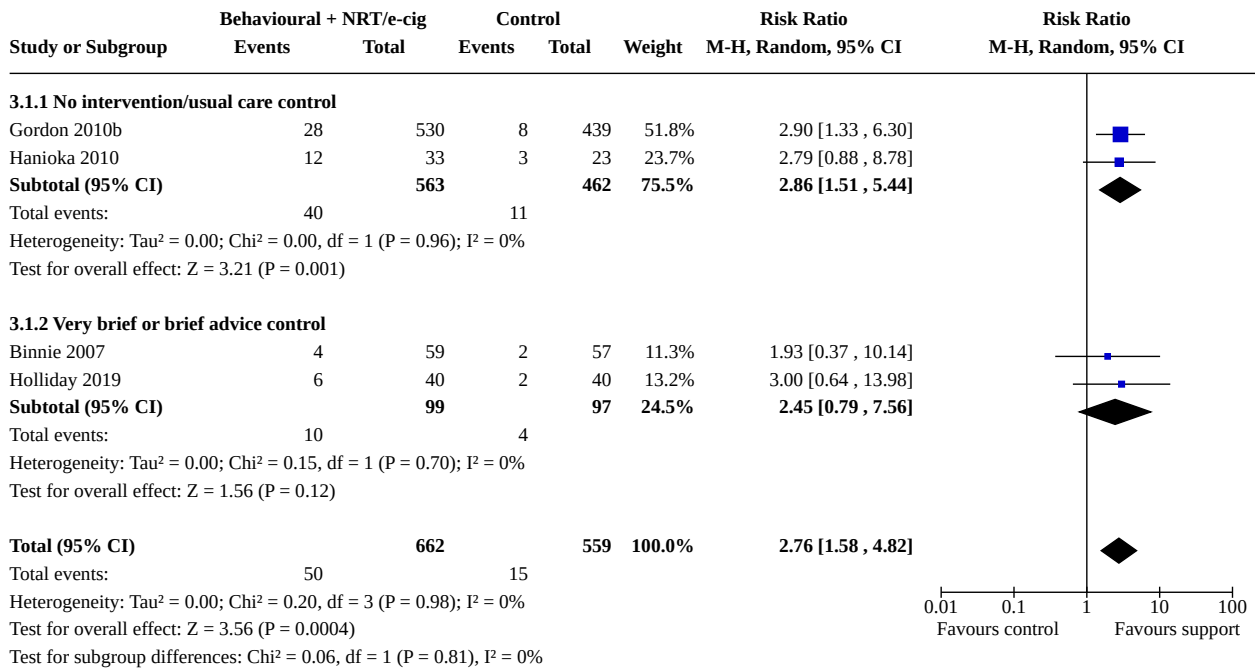 Behavioural + NRT/e-cig Control Risk Ratio Risk Ratio
Study or Subgroup Events Total Events Total Weight M-H, Random, 95% CI M-H, Random, 95% CI
3.1.1 No intervention/usual care control
Gordon 2010b 28 530 8 439 51.8% 2.90 [1.33 , 6.30]
Hanioka 2010 12 33 3 23 23.7% 2.79 [0.88 , 8.78]
Subtotal (95% CI) 563 462 75.5% 2.86 [1.51 , 5.44]
Total events: 40 11
Heterogeneity: Tau² = 0.00; Chi² = 0.00, df = 1 (P = 0.96); I² = 0%
Test for overall effect: Z = 3.21 (P = 0.001)
3.1.2 Very brief or brief advice control
Binnie 2007 4 59 2 57 11.3% 1.93 [0.37 , 10.14]
Holliday 2019 6 40 2 40 13.2% 3.00 [0.64 , 13.98]
Subtotal (95% CI) 99 97 24.5% 2.45 [0.79 , 7.56]
Total events: 10 4
Heterogeneity: Tau² = 0.00; Chi² = 0.15, df = 1 (P = 0.70); I² = 0%
Test for overall effect: Z = 1.56 (P = 0.12)
Total (95% CI) 662 559 100.0% 2.76 [1.58 , 4.82]
Total events: 50 15
Heterogeneity: Tau² = 0.00; Chi² = 0.20, df = 3 (P = 0.98); I² = 0%
0.01 0.1 1 10 100
Test for overall effect: Z = 3.56 (P = 0.0004) Favours control Favours support
Test for subgroup differences: Chi² = 0.06, df = 1 (P = 0.81), I² = 0%